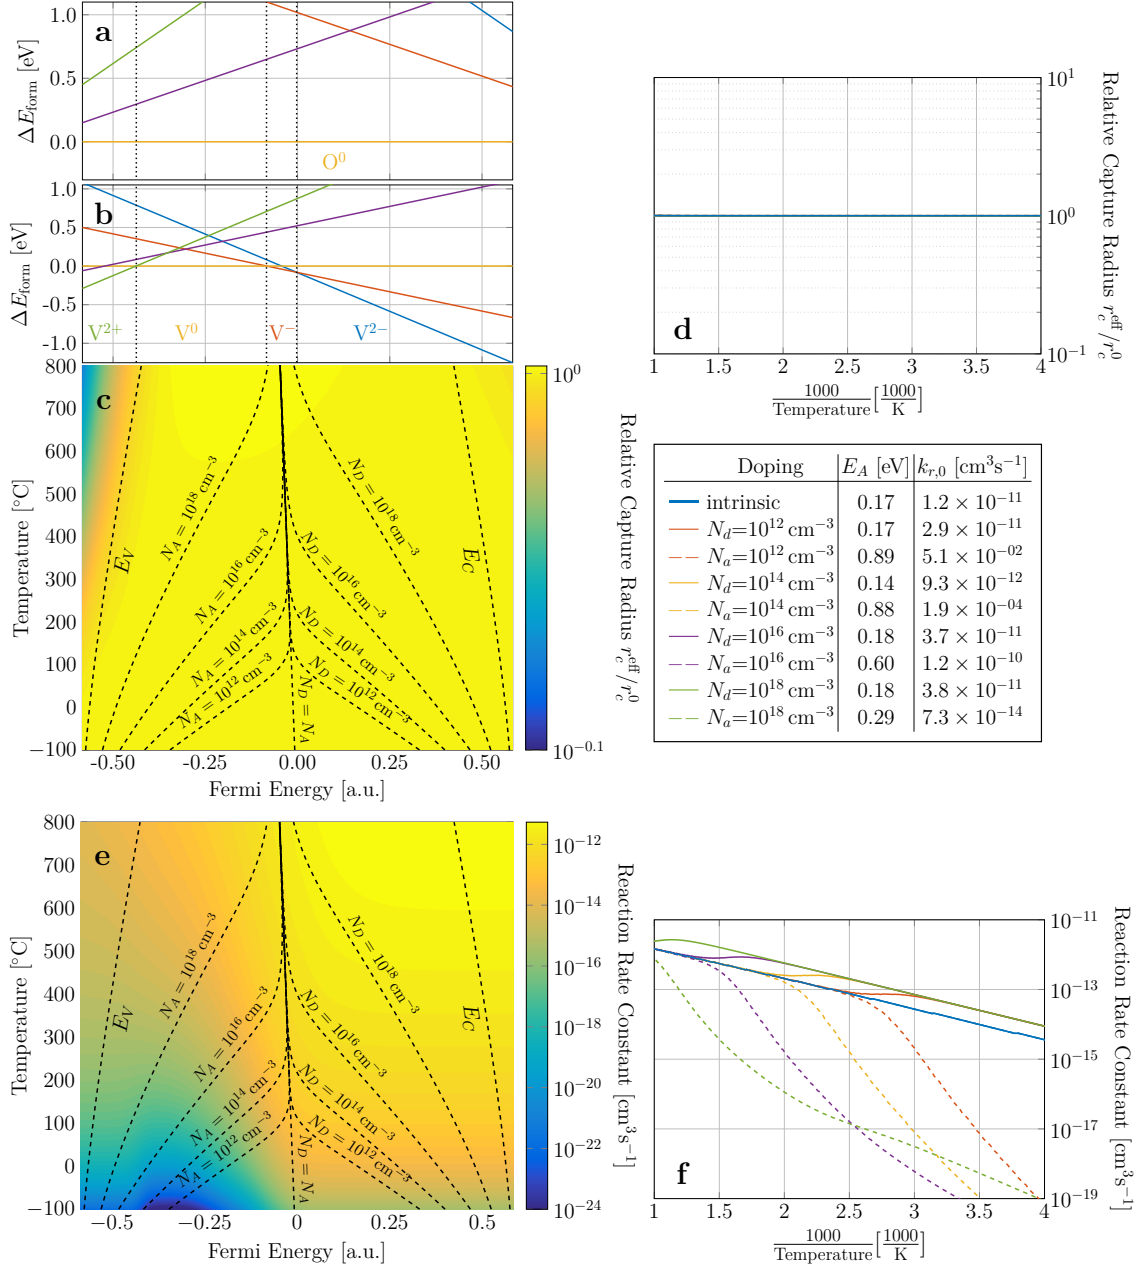 a
1.0
0.5
0.0
ΔE_form [eV]
O⁰
b
1.0
0.5
0.0
-0.5
-1.0
ΔE_form [eV]
V²⁺ V⁰ V⁻ V²⁻
c
800
700
600
500
400
300
200
100
0
−100
Temperature [°C]
E_V
N_A = 10¹⁸ cm⁻³
N_A = 10¹⁶ cm⁻³
N_A = 10¹⁴ cm⁻³
N_A = 10¹² cm⁻³
N_D = N_A
N_D = 10¹² cm⁻³
N_D = 10¹⁴ cm⁻³
N_D = 10¹⁶ cm⁻³
N_D = 10¹⁸ cm⁻³
E_C
-0.50 -0.25 0.00 0.25 0.50
Fermi Energy [a.u.]
10⁰
10^−0.1
Relative Capture Radius r_c^eff/r_c^0
d
10¹
10⁰
10⁻¹
Relative Capture Radius r_c^eff/r_c^0
1 2 2 3 3 4
1000/Temperature [1000/K]
Doping E_A [eV] k_r,0 [cm³s⁻¹]
intrinsic 0.17 1.2 × 10⁻¹¹
N_d=10¹² cm⁻³ 0.17 2.9 × 10⁻¹¹
N_a=10¹² cm⁻³ 0.89 5.1 × 10⁻⁰²
N_d=10¹⁴ cm⁻³ 0.14 9.3 × 10⁻¹²
N_a=10¹⁴ cm⁻³ 0.88 1.9 × 10⁻⁰⁴
N_d=10¹⁶ cm⁻³ 0.18 3.7 × 10⁻¹¹
N_a=10¹⁶ cm⁻³ 0.60 1.2 × 10⁻¹⁰
N_d=10¹⁸ cm⁻³ 0.18 3.8 × 10⁻¹¹
N_a=10¹⁸ cm⁻³ 0.29 7.3 × 10⁻¹⁴
e
800
700
600
500
400
300
200
100
0
−100
Temperature [°C]
E_V
N_A = 10¹⁸ cm⁻³
N_A = 10¹⁶ cm⁻³
N_A = 10¹⁴ cm⁻³
N_A = 10¹² cm⁻³
N_D = N_A
N_D = 10¹² cm⁻³
N_D = 10¹⁴ cm⁻³
N_D = 10¹⁶ cm⁻³
N_D = 10¹⁸ cm⁻³
E_C
−0.5 −0.25 0 0.25 0.5
Fermi Energy [a.u.]
10⁻¹²
10⁻¹⁴
10⁻¹⁶
10⁻¹⁸
10⁻²⁰
10⁻²²
10⁻²⁴
Reaction Rate Constant [cm³s⁻¹]
f
10⁻¹¹
10⁻¹³
10⁻¹⁵
10⁻¹⁷
10⁻¹⁹
Reaction Rate Constant [cm³s⁻¹]
1 1.5 2 2.5 3 3.5 4
1000/Temperature [1000/K]